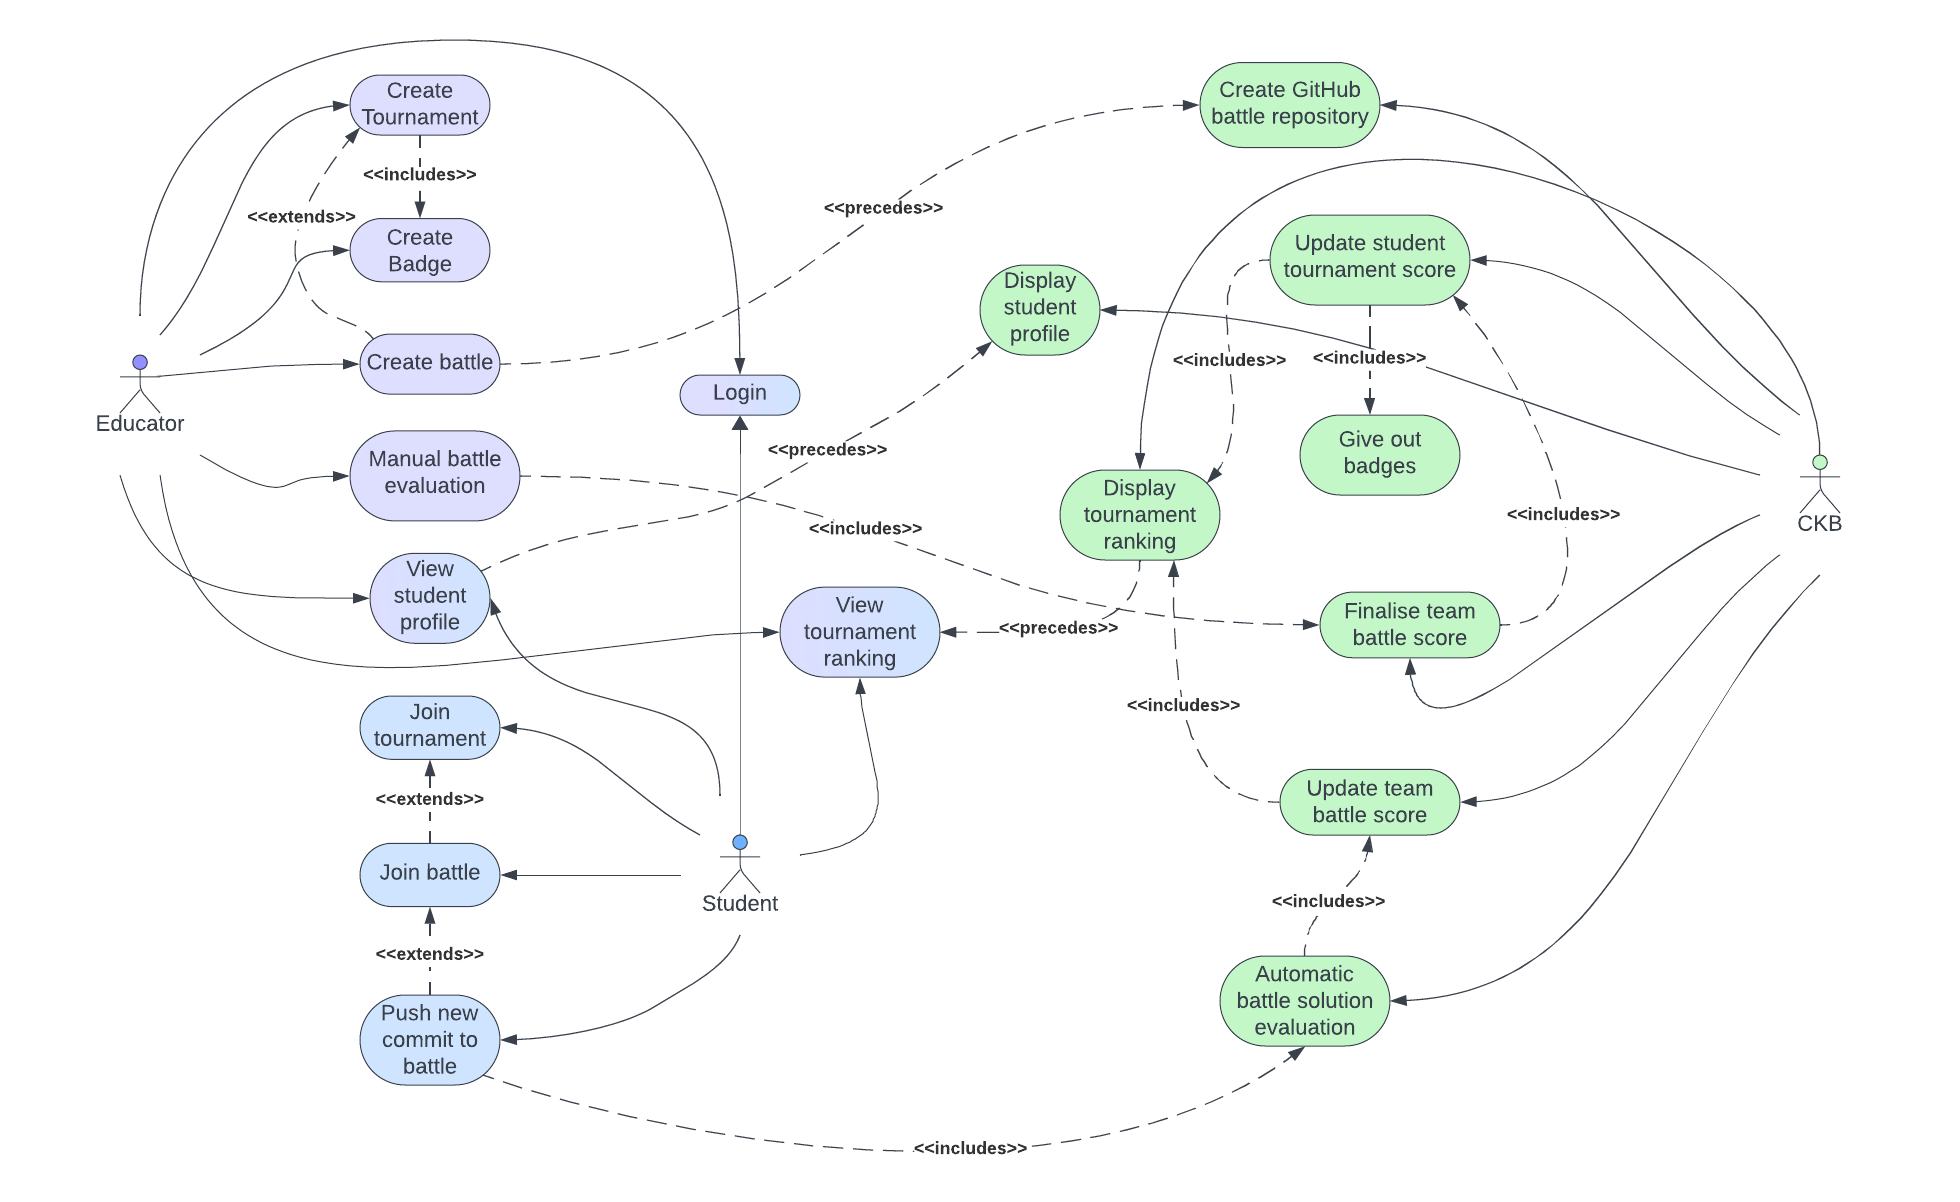 Create
Tournament
<<includes>>
<<extends>>
Create
Badge
Create battle
Educator
Manual battle
evaluation
View
student
profile
Login
<<precedes>>
<<precedes>>
<<includes>>
View
tournament
ranking
<<precedes>>
Join
tournament
<<extends>>
Join battle
<<extends>>
Push new
commit to
battle
Student
<<includes>>
Create GitHub
battle repository
Update student
tournament score
Display
student
profile
<<includes>>
<<includes>>
Give out
badges
Display
tournament
ranking
<<includes>>
CKB
Finalise team
battle score
<<includes>>
Update team
battle score
<<includes>>
Automatic
battle solution
evaluation